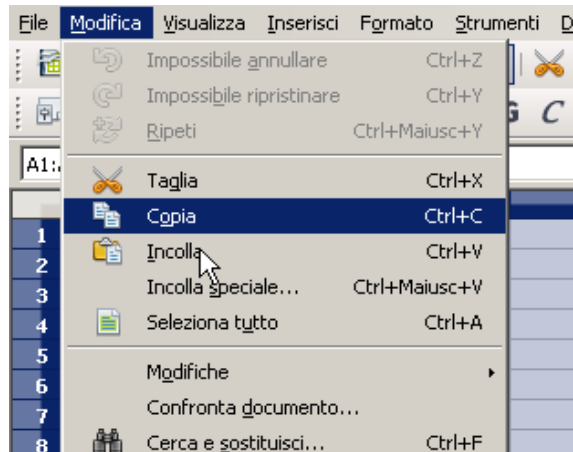 File Modifica Visualizza Inserisci Formato Strumenti D
Impossibile annullare Ctrl+Z
Impossibile ripristinare Ctrl+Y
G C
Ripeti Ctrl+Maiusc+Y
A1:
Taglia Ctrl+X
Copia Ctrl+C
1
Incolla Ctrl+V
2
Incolla speciale... Ctrl+Maiusc+V
3
Seleziona tutto Ctrl+A
4
5
Modifiche
6
Confronta documento...
7
Cerca e sostituisci... Ctrl+F
8